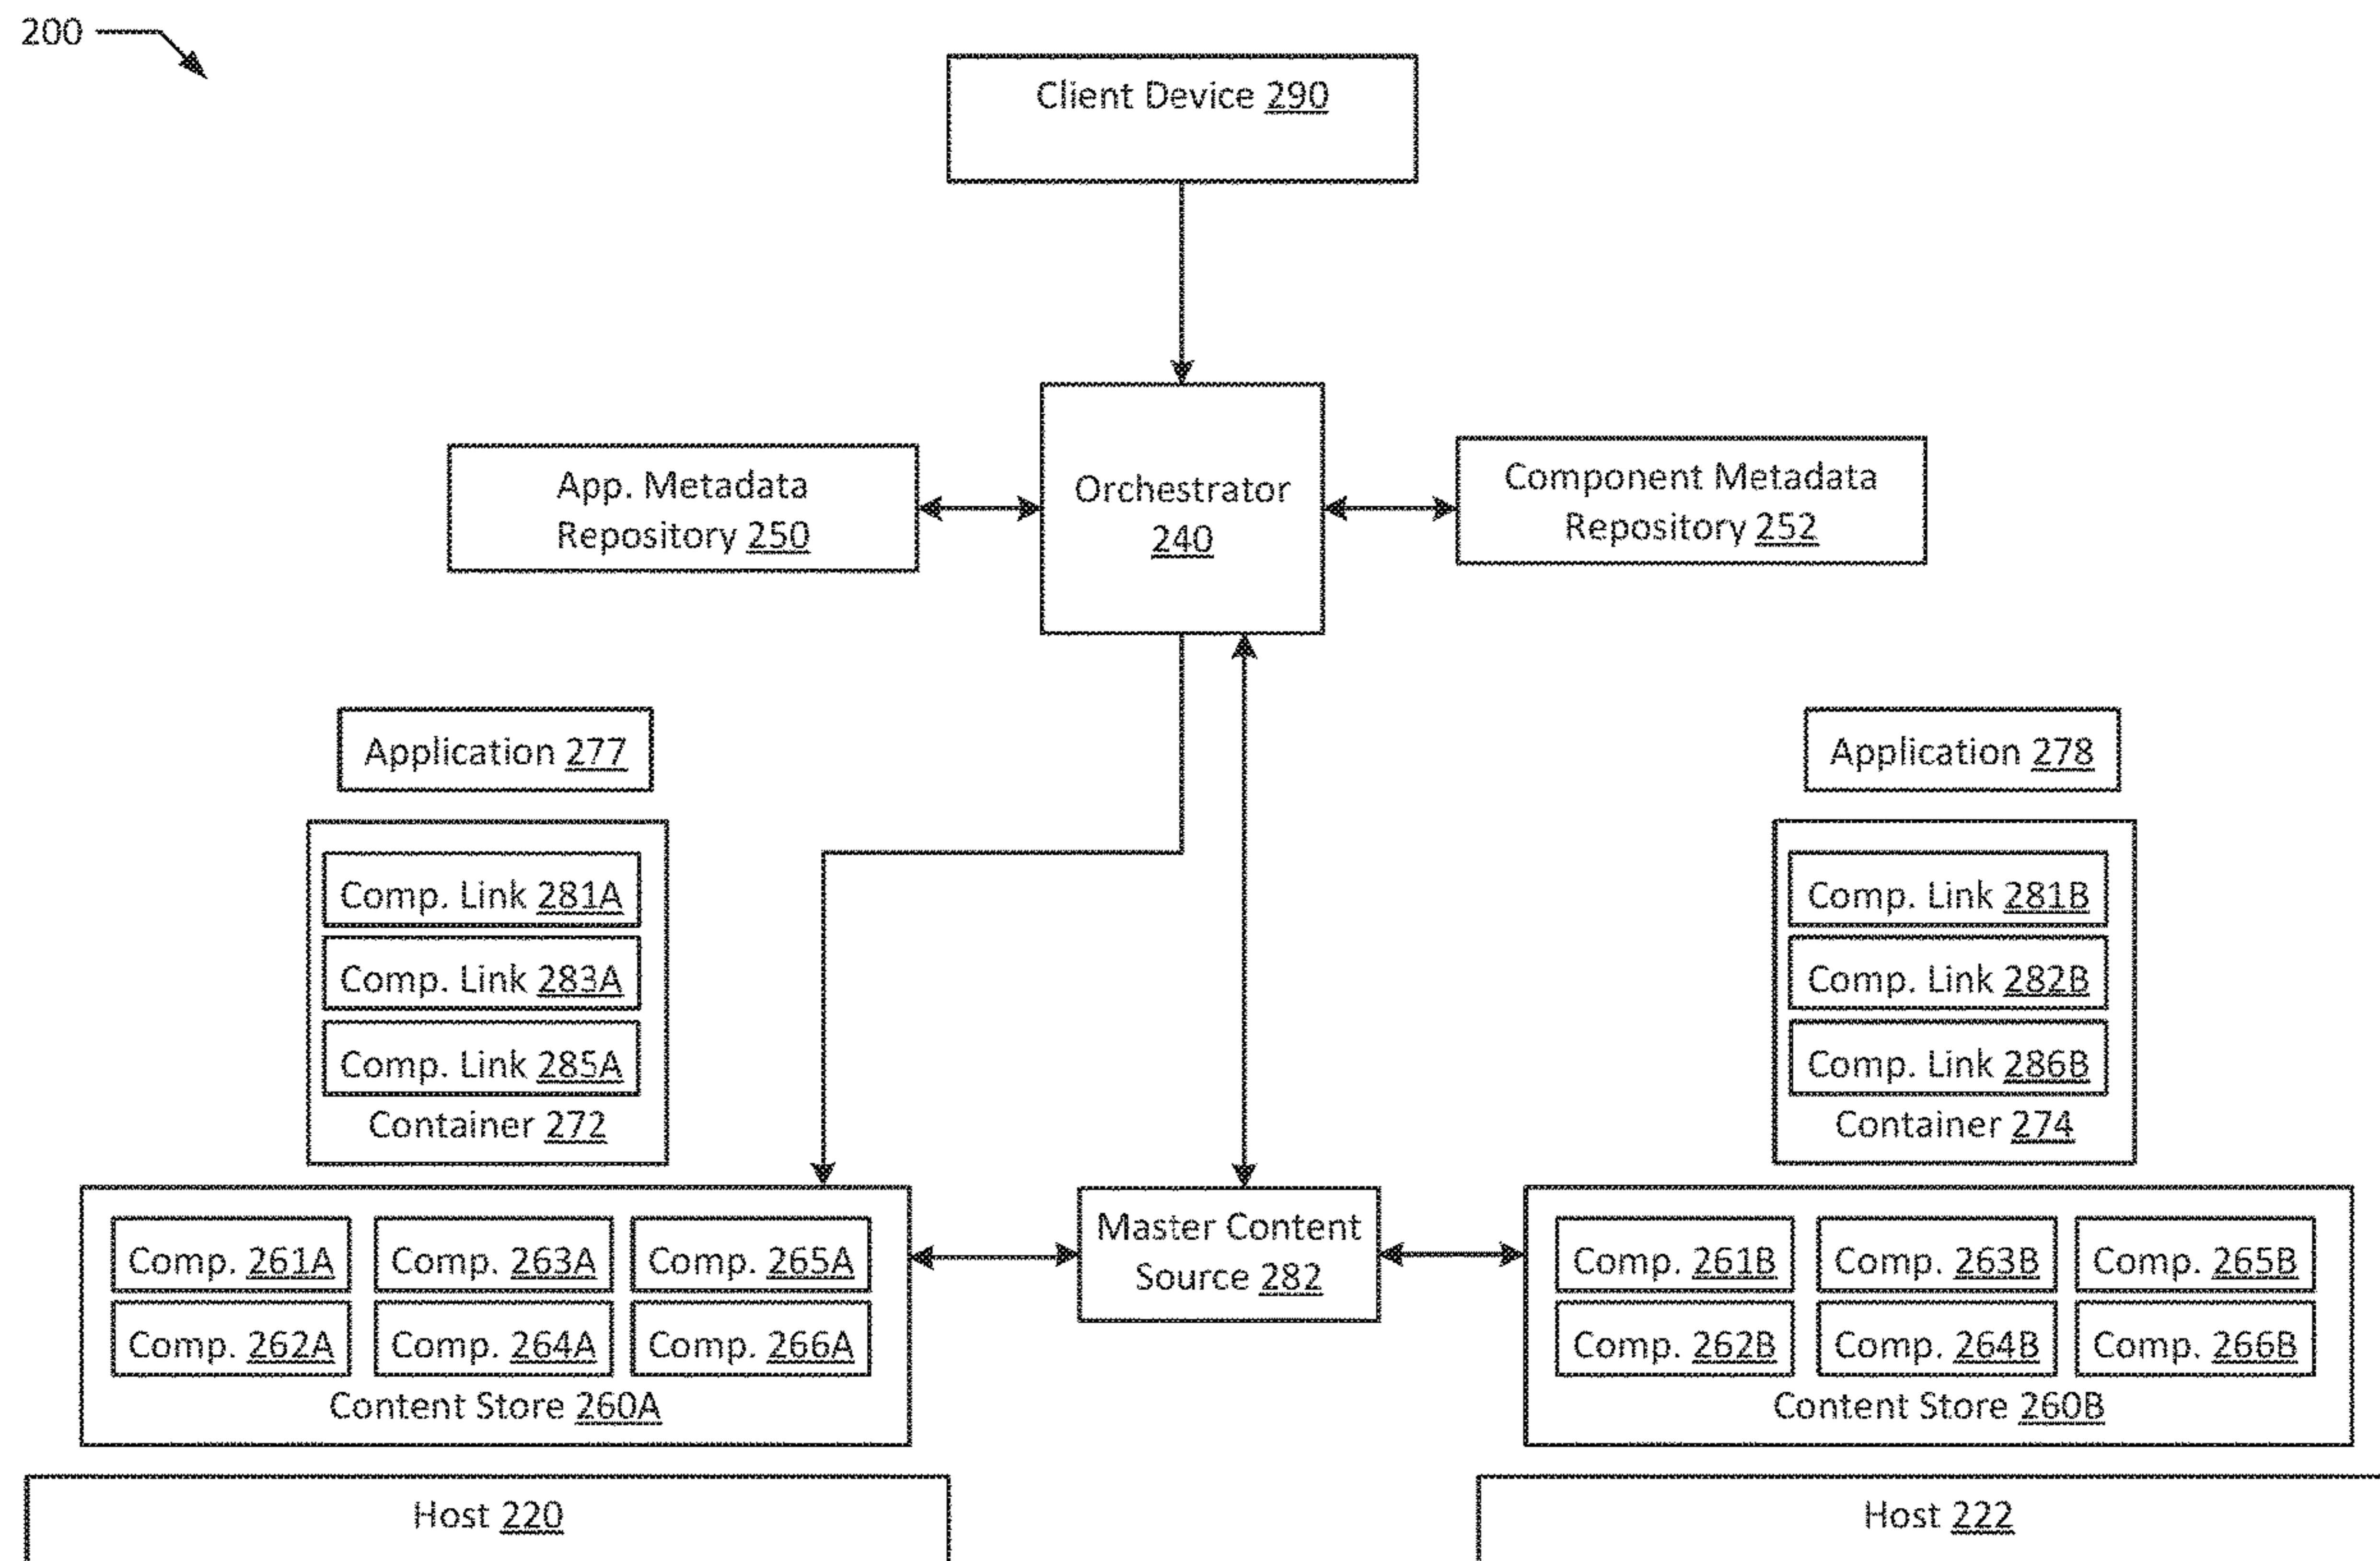 200
Client Device 290
App. Metadata
Repository 250
Orchestrator
240
Component Metadata
Repository 252
Application 277
Comp. Link 281A
Comp. Link 283A
Comp. Link 285A
Container 272
Application 278
Comp. Link 281B
Comp. Link 282B
Comp. Link 286B
Container 274
Comp. 261A Comp. 263A Comp. 265A
Comp. 262A Comp. 264A Comp. 266A
Content Store 260A
Master Content
Source 282
Comp. 261B Comp. 263B Comp. 265B
Comp. 262B Comp. 264B Comp. 266B
Content Store 260B
Host 220
Host 222